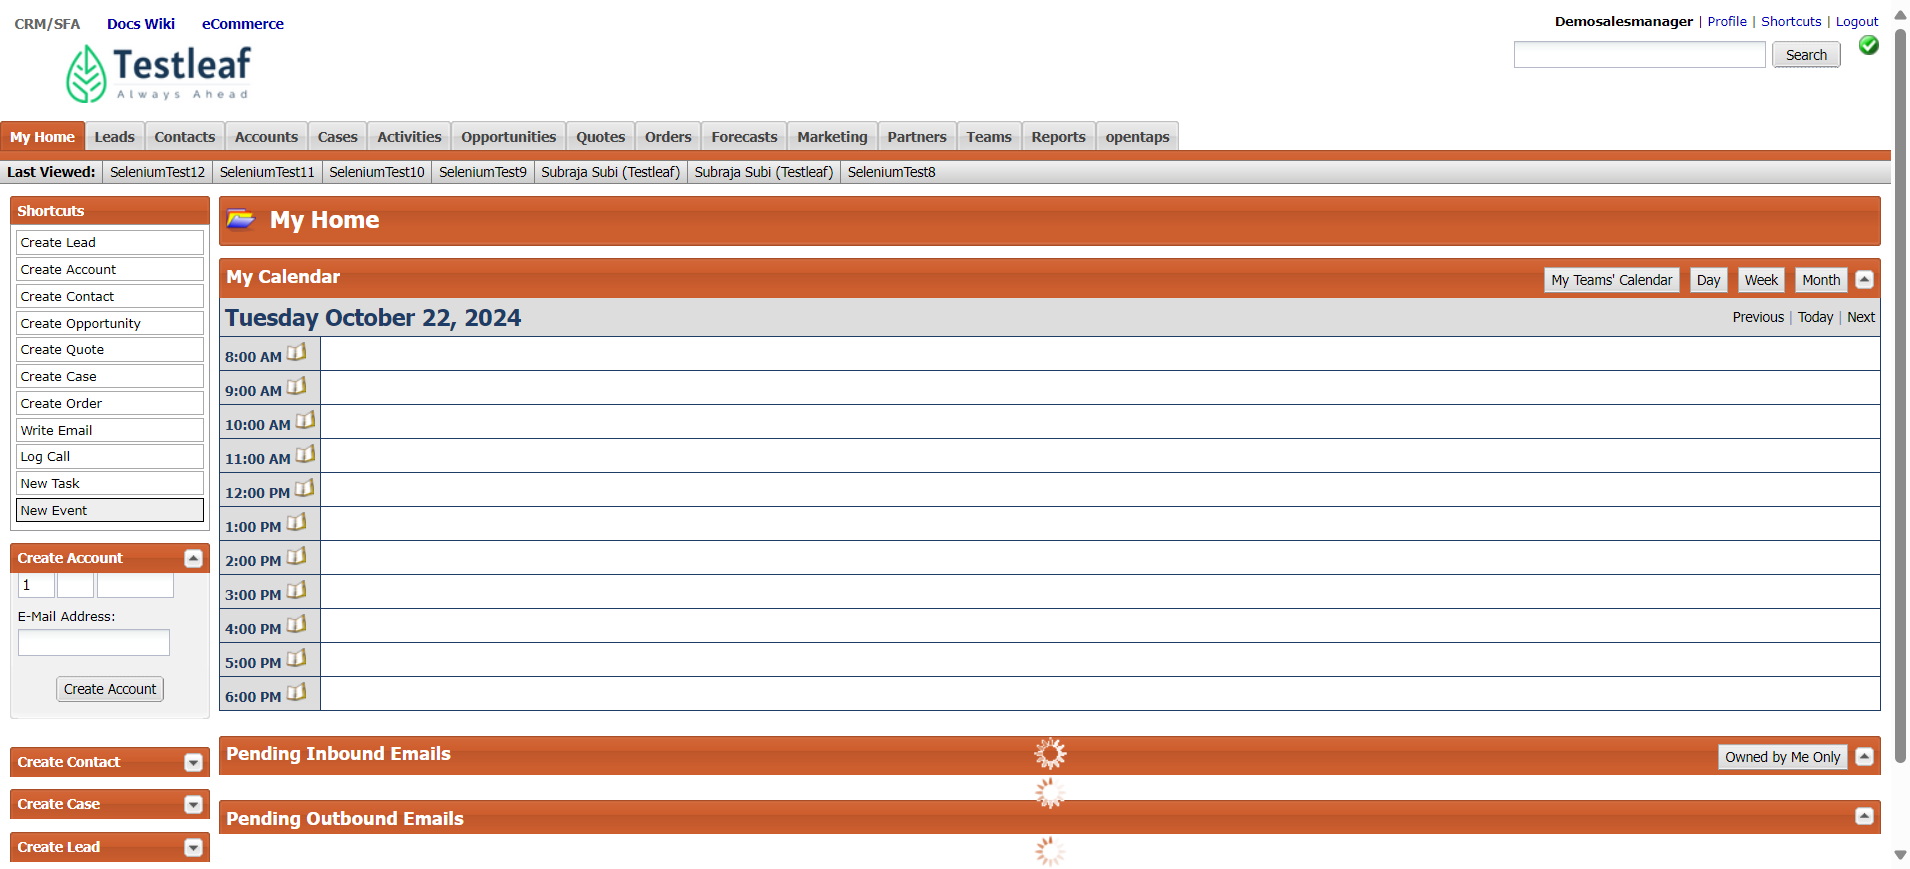 CRM/SFA Docs Wiki eCommerce
Demosalesmanager | Profile | Shortcuts | Logout
Testleaf
Always Ahead
Search
My Home Leads Contacts Accounts Cases Activities Opportunities Quotes Orders Forecasts Marketing Partners Teams Reports opentaps
Last Viewed: SeleniumTest12 SeleniumTest11 SeleniumTest10 SeleniumTest9 Subraja Subi (Testleaf) Subraja Subi (Testleaf) SeleniumTest8
Shortcuts
Create Lead
Create Account
Create Contact
Create Opportunity
Create Quote
Create Case
Create Order
Write Email
Log Call
New Task
New Event
Create Account
1
E-Mail Address:
Create Account
Create Contact
Create Case
Create Lead
My Home
My Calendar
My Teams' Calendar Day Week Month
Tuesday October 22, 2024
Previous | Today | Next
8:00 AM
9:00 AM
10:00 AM
11:00 AM
12:00 PM
1:00 PM
2:00 PM
3:00 PM
4:00 PM
5:00 PM
6:00 PM
Pending Inbound Emails
Owned by Me Only
Pending Outbound Emails